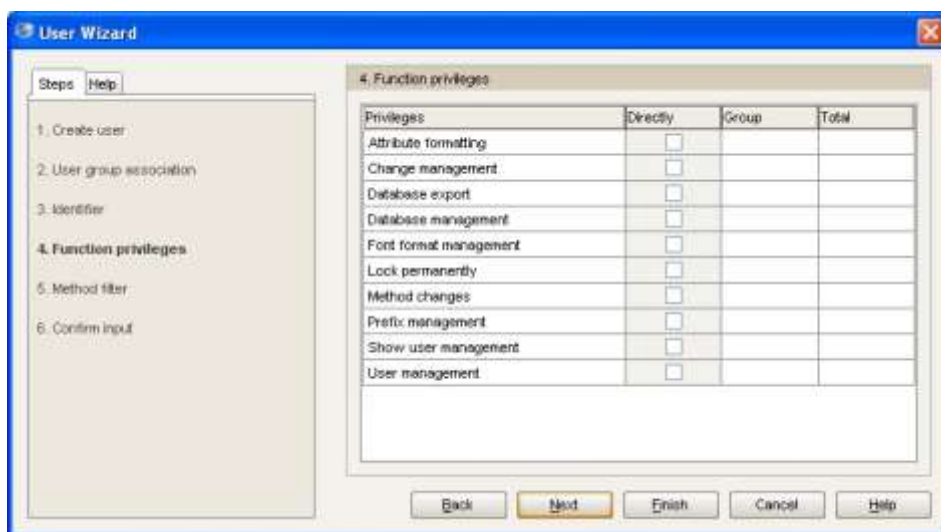 User Wizard
Steps Help
1. Create user
2. User group association
3. Identifier
4. Function privileges
5. Method filter
6. Confirm input
4. Function privileges
Privileges Directly Group Total
Attribute formatting
Change management
Database export
Database management
Font format management
Lock permanently
Method changes
Prefix management
Show user management
User management
Back Next Finish Cancel Help